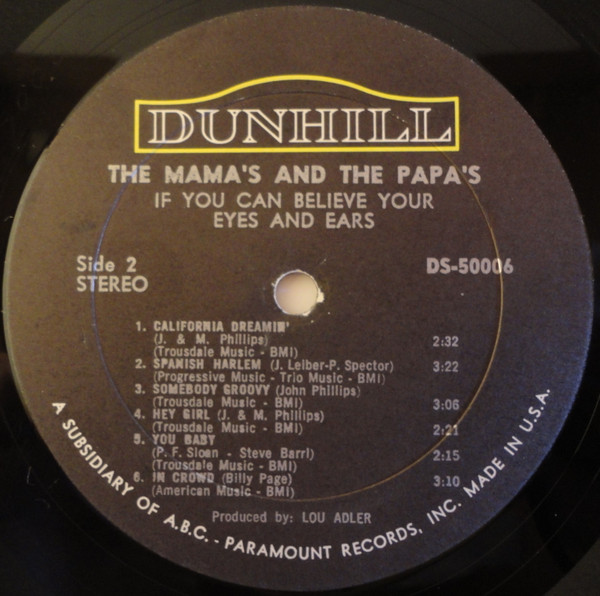 DUNHILL
THE MAMA'S AND THE PAPA'S
IF YOU CAN BELIEVE YOUR
EYES AND EARS
Side 2
STEREO
DS-50006
1. CALIFORNIA DREAMIN'
(J. & M. Phillips) 2:32
(Trousdale Music - BMI)
2. SPANISH HARLEM (J. Leiber-P. Spector) 3:22
(Progressive Music - Trio Music - BMI)
3. SOMEBODY GROOVY (John Phillips)
(Trousdale Music - BMI) 3:06
4. HEY GIRL (J. & M. Phillips)
(Trousdale Music - BMI) 2:21
5. YOU BABY
(P. F. Sloan - Steve Barri) 2:15
(Trousdale Music - BMI)
6. IN CROWD (Billy Page) 3:10
(American Music - BMI)
Produced by: LOU ADLER
A SUBSIDIARY OF A.B.C. - PARAMOUNT RECORDS, INC. MADE IN U.S.A.